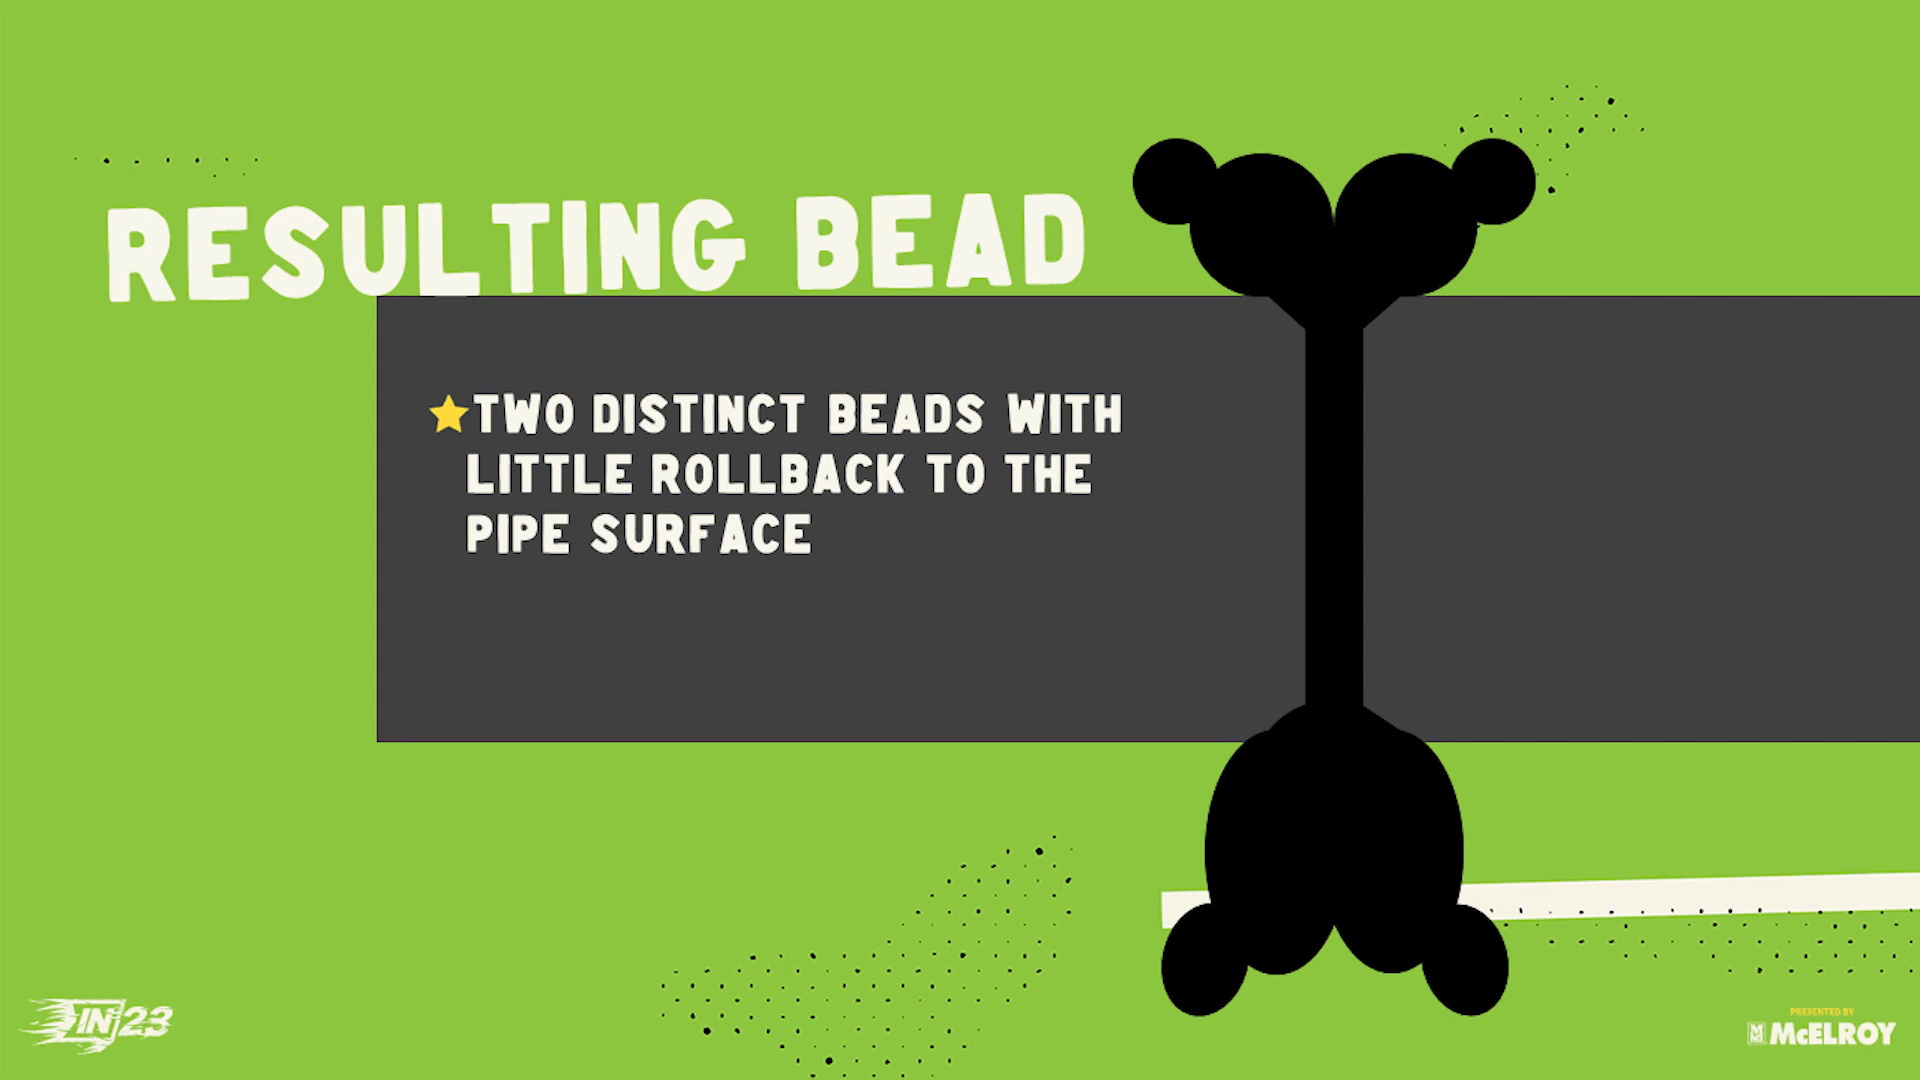 RESULTING BEAD
TWO DISTINCT BEADS WITH
LITTLE ROLLBACK TO THE
PIPE SURFACE
IN23
PRESENTED BY
McELROY